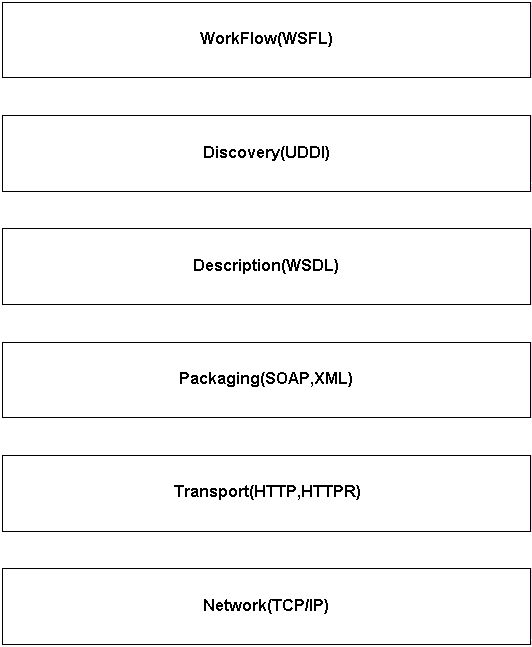 WorkFlow(WSFL)
Discovery(UDDI)
Description(WSDL)
Packaging(SOAP,XML)
Transport(HTTP,HTTPR)
Network(TCP/IP)